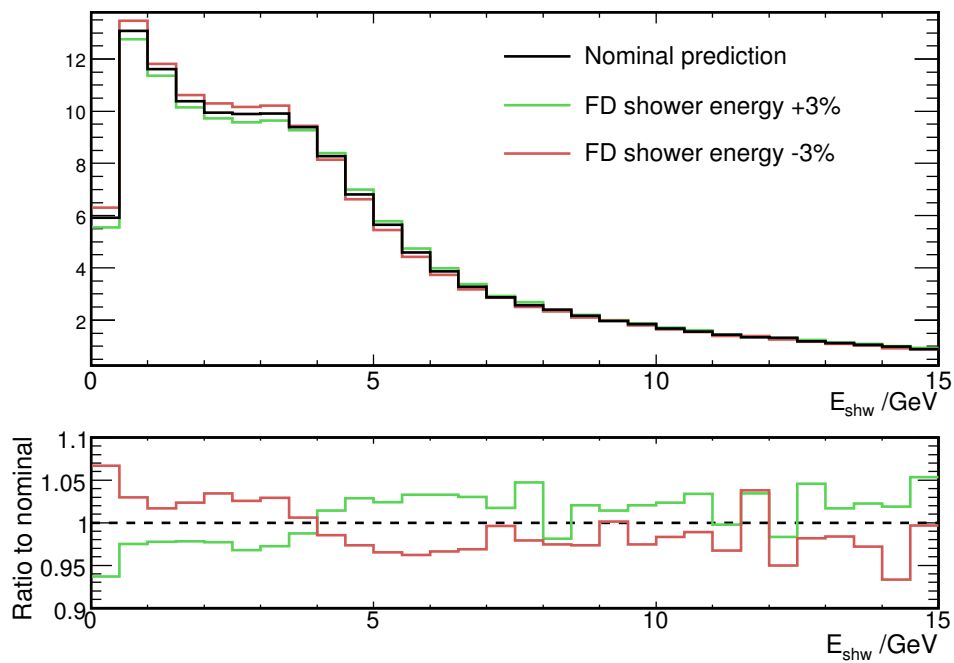 12
10
8
6
4
2
Nominal prediction
FD shower energy +3%
FD shower energy -3%
0 5 10 15
E_shw /GeV
Ratio to nominal
1.1
1.05
1
0.95
0.9
0 5 10 15
E_shw /GeV